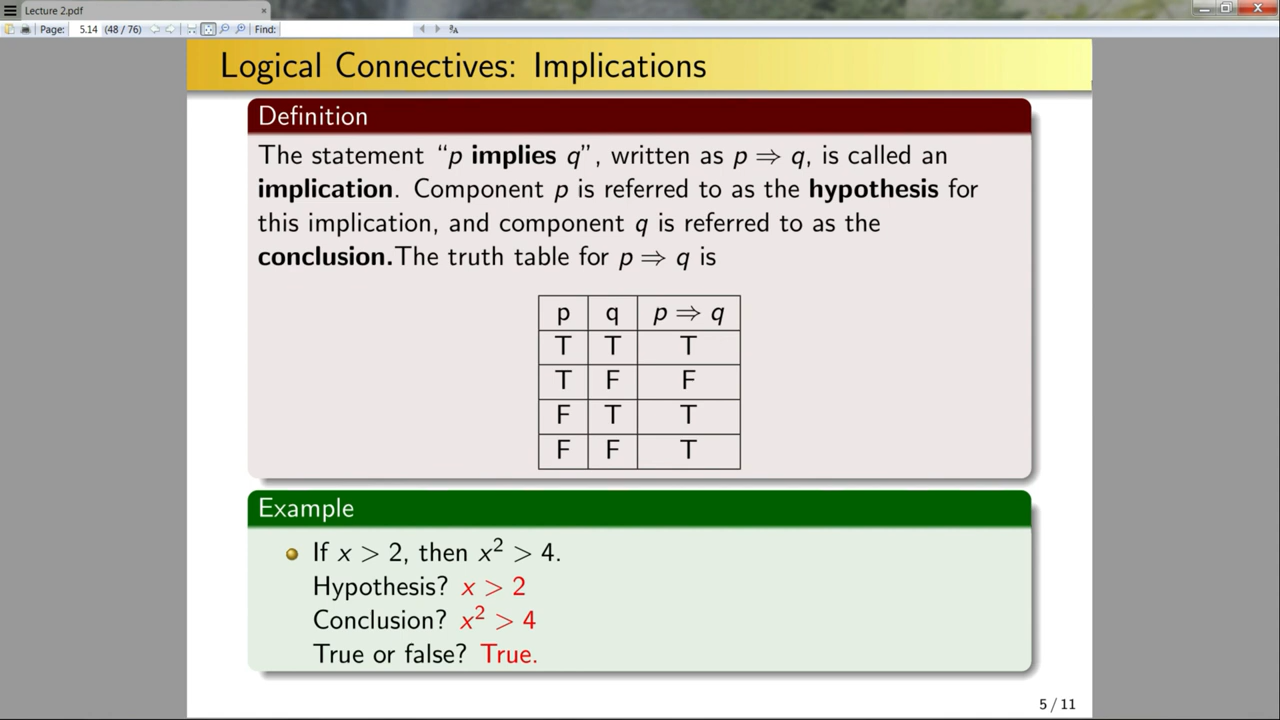 Lecture 2.pdf
Page: 5.14 (48 / 76) Find:
Logical Connectives: Implications
Definition
The statement “p implies q”, written as p ⇒ q, is called an
implication. Component p is referred to as the hypothesis for
this implication, and component q is referred to as the
conclusion.The truth table for p ⇒ q is
p q p ⇒ q
T T T
T F F
F T T
F F T
Example
If x > 2, then x² > 4.
Hypothesis? x > 2
Conclusion? x² > 4
True or false? True.
5 / 11